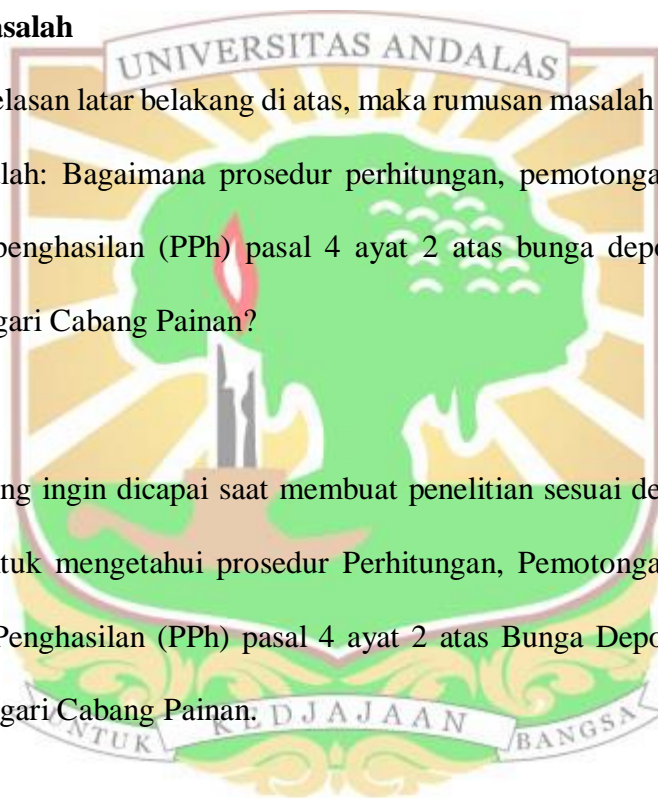 asalah
UNIVERSITAS ANDALAS
elasan latar belakang di atas, maka rumusan masalah
lah: Bagaimana prosedur perhitungan, pemotonga
penghasilan (PPh) pasal 4 ayat 2 atas bunga depo
gari Cabang Painan?
ng ingin dicapai saat membuat penelitian sesuai de
tuk mengetahui prosedur Perhitungan, Pemotonga
Penghasilan (PPh) pasal 4 ayat 2 atas Bunga Depo
gari Cabang Painan.
UNTUK KEDJAJAAN BANGSA